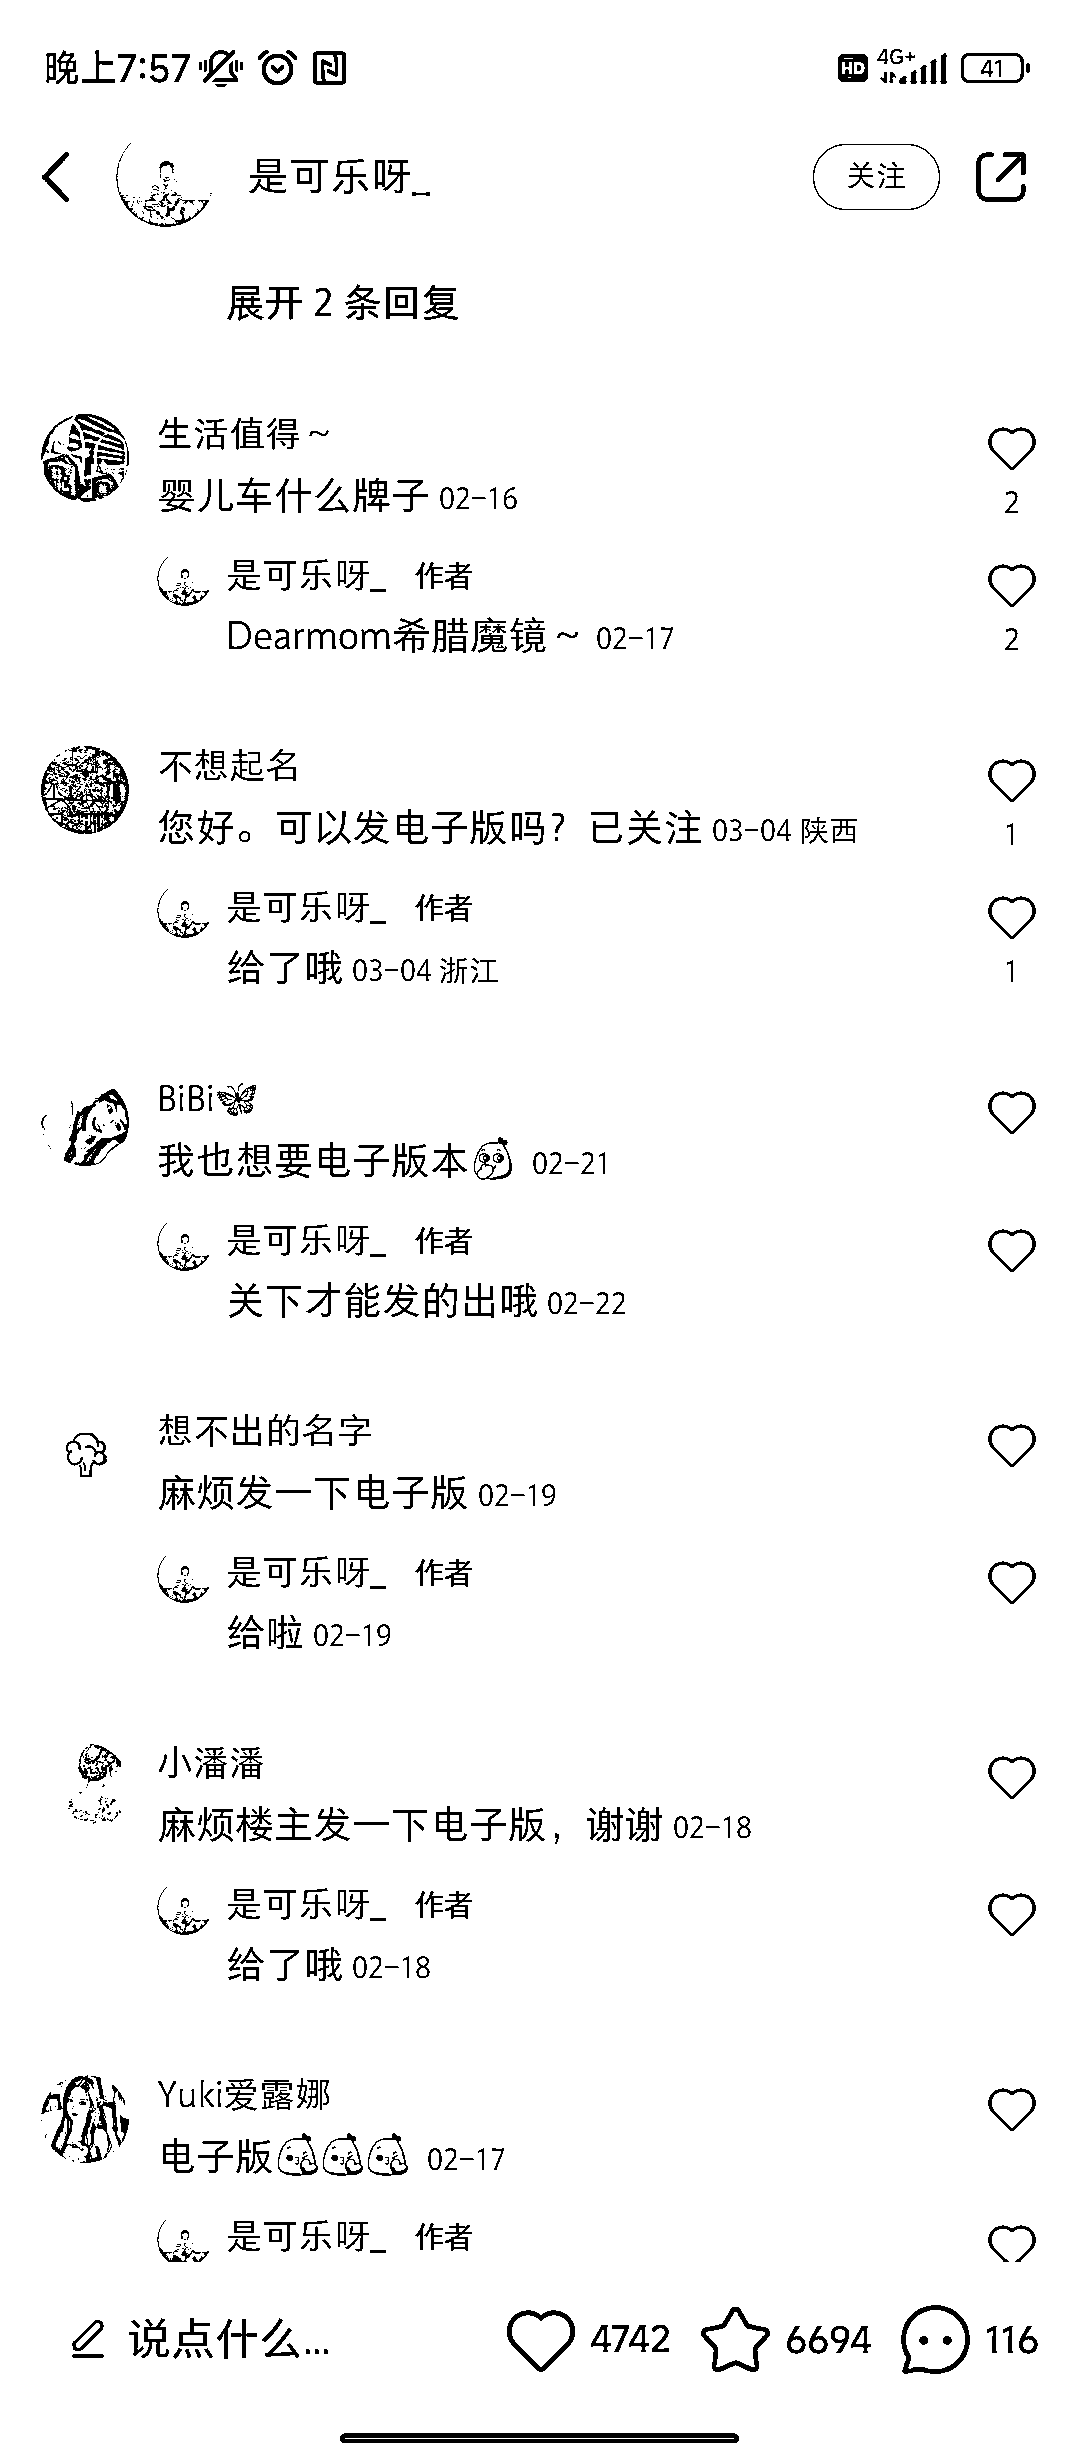 晚上7:57 HD 4G+ 41
是可乐呀_ 关注
展开 2 条回复
生活值得～
婴儿车什么牌子 02-16
2
是可乐呀_ 作者
Dearmom希腊魔镜～ 02-17
2
不想起名
您好。可以发电子版吗？已关注 03-04 陕西
1
是可乐呀_ 作者
给了哦 03-04 浙江
1
BiBi🦋
我也想要电子版本 02-21
是可乐呀_ 作者
关下才能发的出哦 02-22
想不出的名字
麻烦发一下电子版 02-19
是可乐呀_ 作者
给啦 02-19
小潘潘
麻烦楼主发一下电子版，谢谢 02-18
是可乐呀_ 作者
给了哦 02-18
Yuki爱露娜
电子版 02-17
是可乐呀_ 作者
说点什么... 4742 6694 116